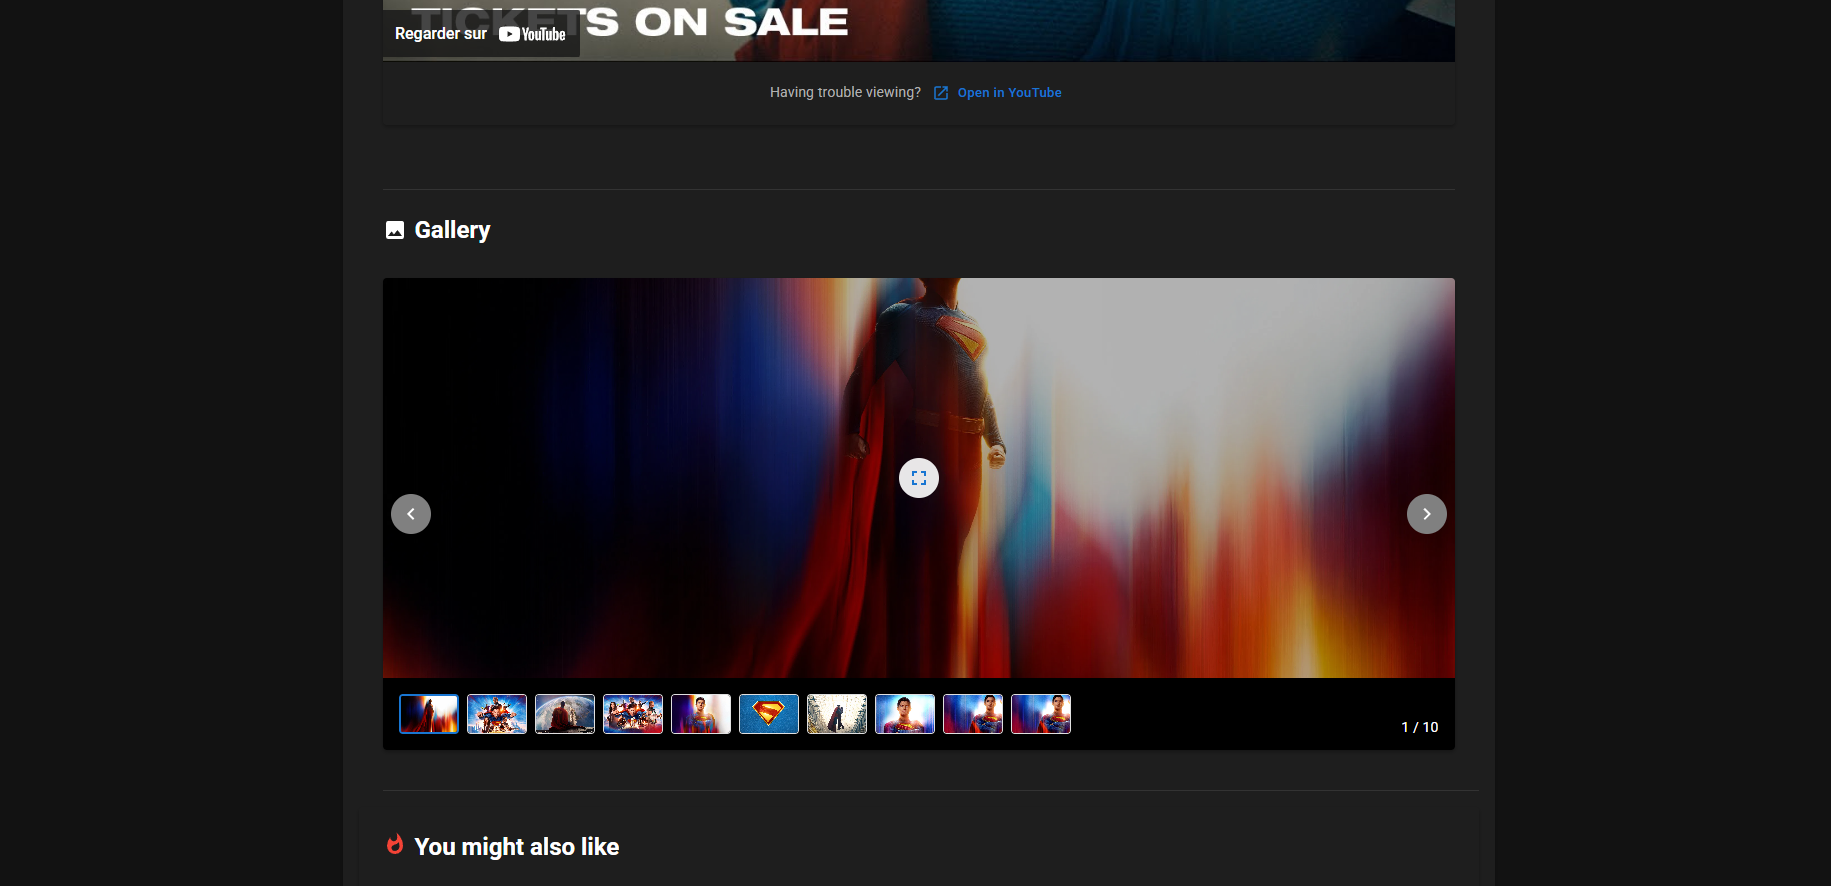 TICKETS ON SALE
Regarder sur YouTube
Having trouble viewing? Open in YouTube
Gallery
1 / 10
You might also like